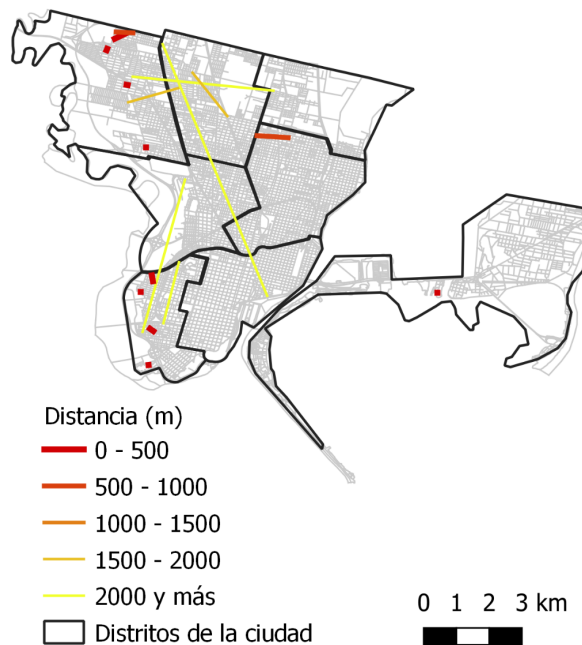 Distancia (m)
0 - 500
500 - 1000
1000 - 1500
1500 - 2000
2000 y más
Distritos de la ciudad
0 1 2 3 km